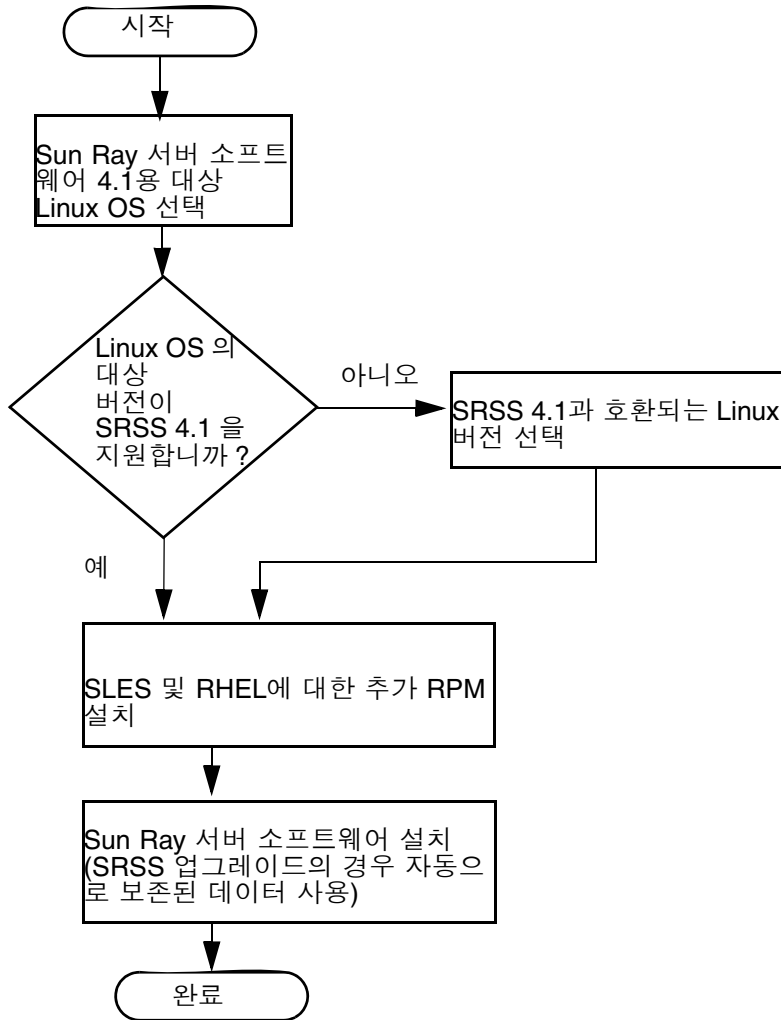 시작
Sun Ray 서버 소프트
웨어 4.1용 대상
Linux OS 선택
Linux OS 의
대상
버전이
SRSS 4.1 을
지원합니까 ?
아니오
SRSS 4.1과 호환되는 Linux
버전 선택
예
SLES 및 RHEL에 대한 추가 RPM
설치
Sun Ray 서버 소프트웨어 설치
(SRSS 업그레이드의 경우 자동으
로 보존된 데이터 사용)
완료